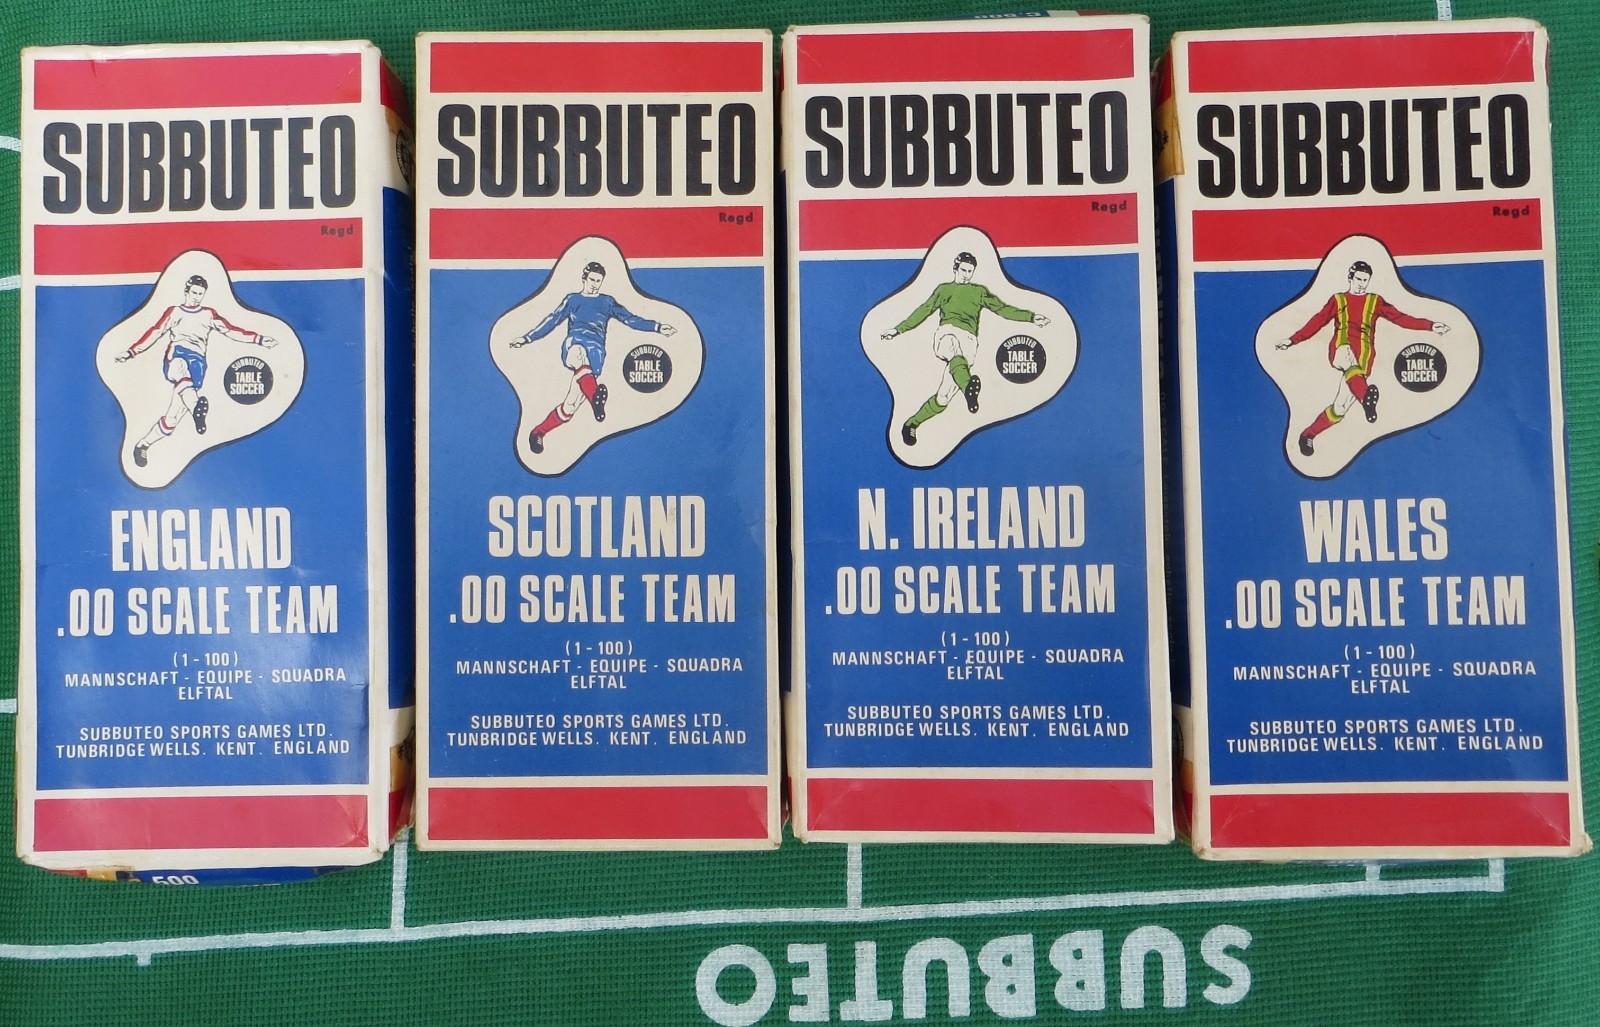 SUBBUTEO
Regd
SUBBUTEO
TABLE
SOCCER
ENGLAND
.00 SCALE TEAM
(1-100)
MANNSCHAFT - EQUIPE - SQUADRA
ELFTAL
SUBBUTEO SPORTS GAMES LTD.
TUNBRIDGE WELLS. KENT. ENGLAND
500
SUBBUTEO
Regd
SUBBUTEO
TABLE
SOCCER
SCOTLAND
.00 SCALE TEAM
(1-100)
MANNSCHAFT - EQUIPE - SQUADRA
ELFTAL
SUBBUTEO SPORTS GAMES LTD.
TUNBRIDGE WELLS. KENT. ENGLAND
C.500
SUBBUTEO
Regd
SUBBUTEO
TABLE
SOCCER
N. IRELAND
.00 SCALE TEAM
(1-100)
MANNSCHAFT - EQUIPE - SQUADRA
ELFTAL
SUBBUTEO SPORTS GAMES LTD.
TUNBRIDGE WELLS. KENT. ENGLAND
SUBBUTEO
Regd
SUBBUTEO
TABLE
SOCCER
WALES
.00 SCALE TEAM
(1-100)
MANNSCHAFT - EQUIPE - SQUADRA
ELFTAL
SUBBUTEO SPORTS GAMES LTD.
TUNBRIDGE WELLS. KENT. ENGLAND
SUBBUTEO